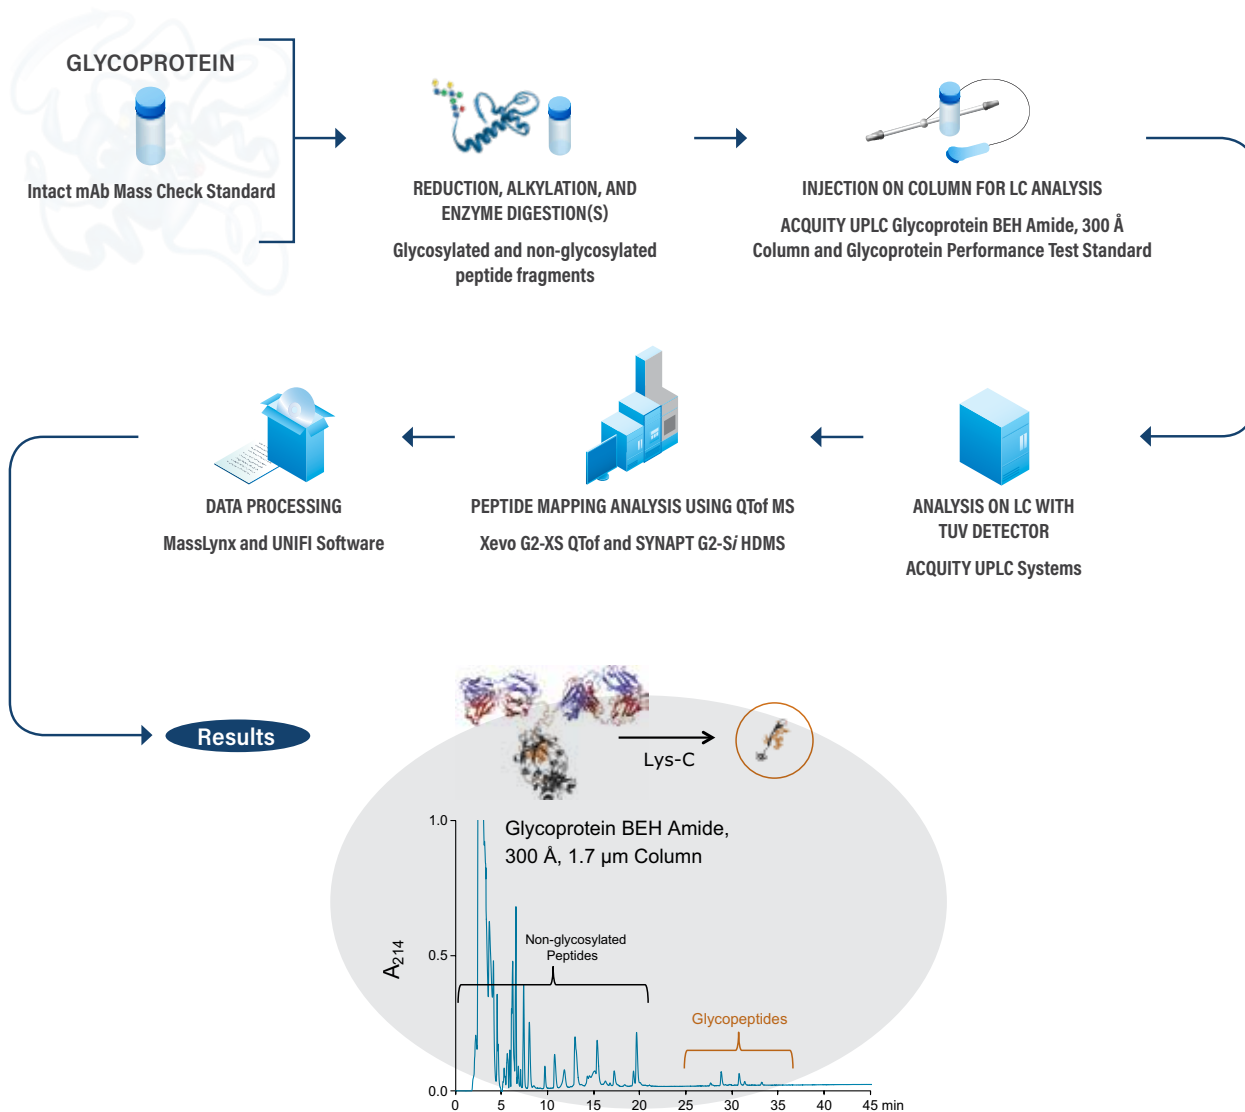 GLYCOPROTEIN
Intact mAb Mass Check Standard
REDUCTION, ALKYLATION, AND
ENZYME DIGESTION(S)
Glycosylated and non-glycosylated
peptide fragments
INJECTION ON COLUMN FOR LC ANALYSIS
ACQUITY UPLC Glycoprotein BEH Amide, 300 Å
Column and Glycoprotein Performance Test Standard
DATA PROCESSING
MassLynx and UNIFI Software
PEPTIDE MAPPING ANALYSIS USING QTof MS
Xevo G2-XS QTof and SYNAPT G2-Si HDMS
ANALYSIS ON LC WITH
TUV DETECTOR
ACQUITY UPLC Systems
Results
Lys-C
Glycoprotein BEH Amide,
300 Å, 1.7 µm Column
1.0
0.5
0.0
A214
Non-glycosylated
Peptides
Glycopeptides
0 5 10 15 20 25 30 35 40 45 min